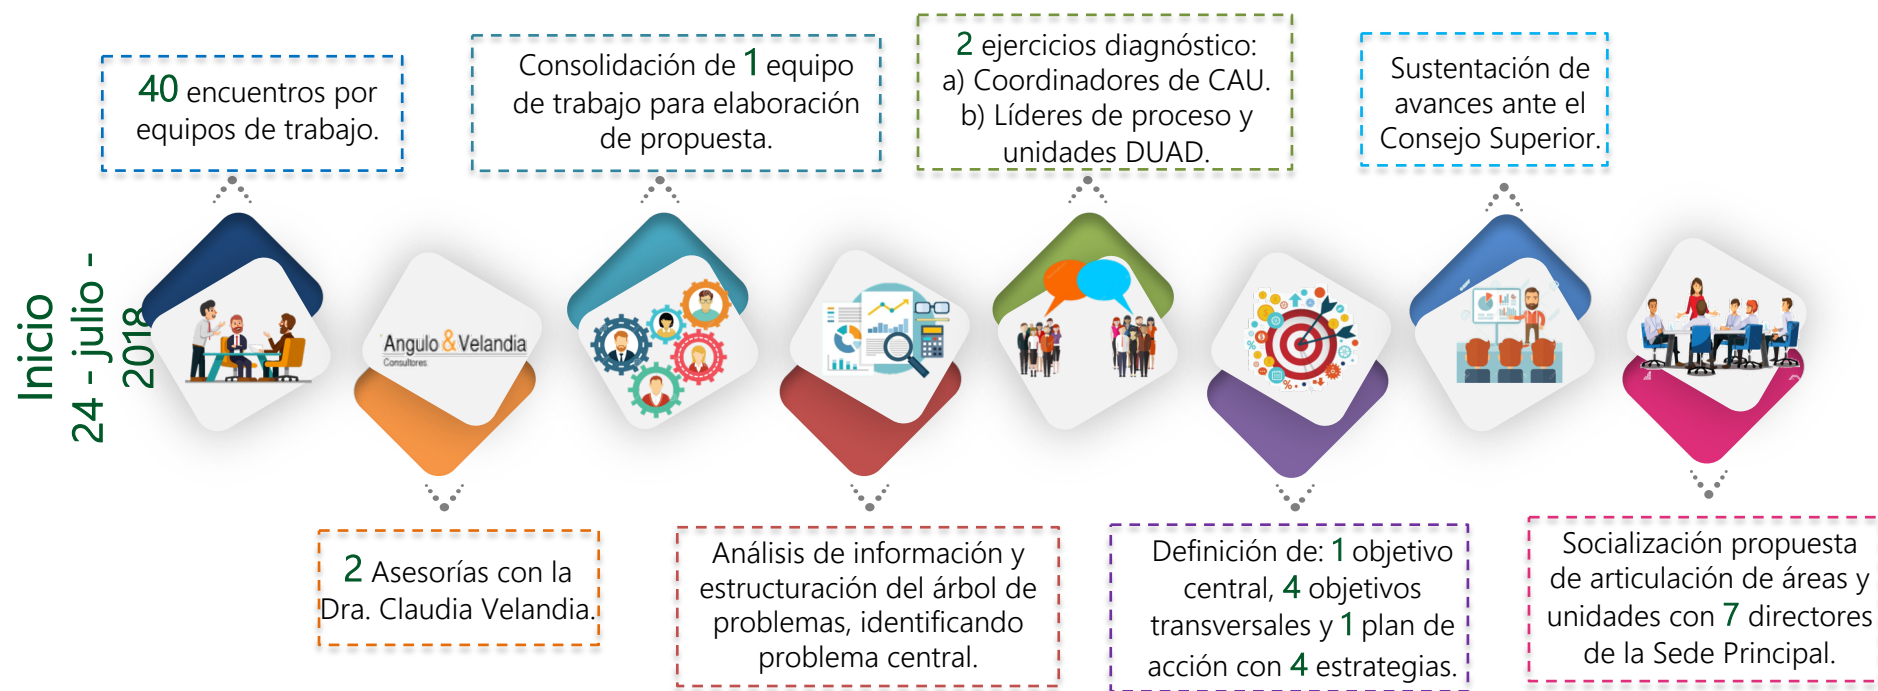 Inicio
24 - julio -
2018
40 encuentros por
equipos de trabajo.
Angulo & Velandia
Consultores
2 Asesorías con la
Dra. Claudia Velandia.
Consolidación de 1 equipo
de trabajo para elaboración
de propuesta.
Análisis de información y
estructuración del árbol de
problemas, identificando
problema central.
2 ejercicios diagnóstico:
a) Coordinadores de CAU.
b) Líderes de proceso y
unidades DUAD.
Definición de: 1 objetivo
central, 4 objetivos
transversales y 1 plan de
acción con 4 estrategias.
Sustentación de
avances ante el
Consejo Superior.
Socialización propuesta
de articulación de áreas y
unidades con 7 directores
de la Sede Principal.